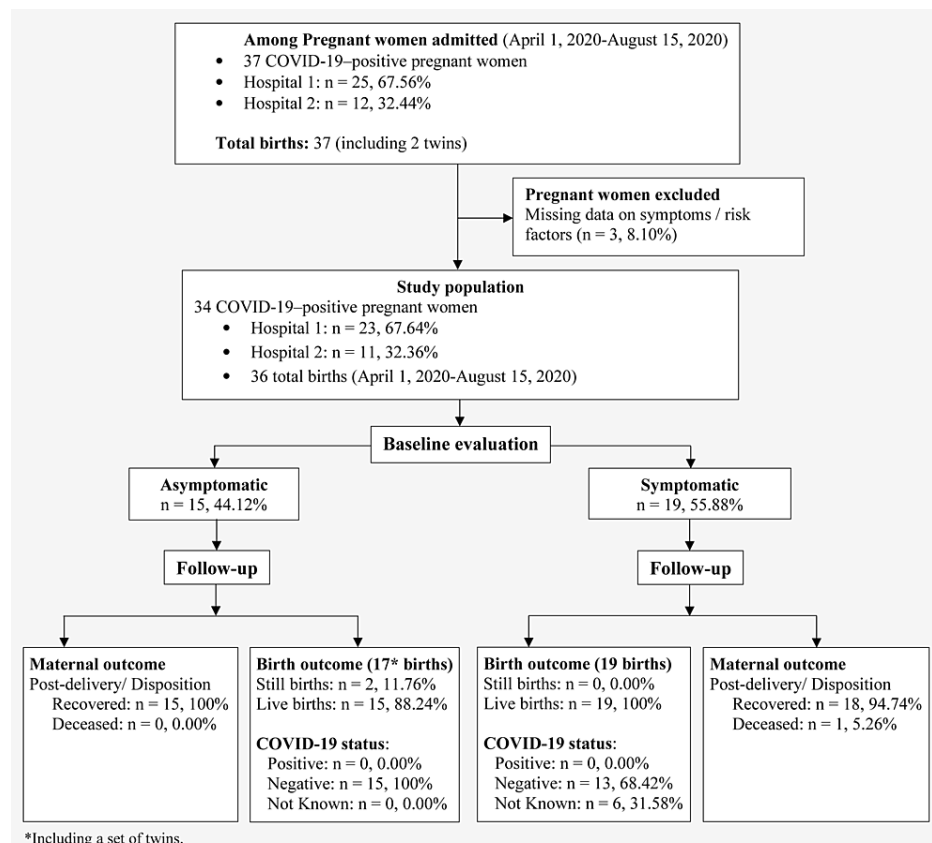 Among Pregnant women admitted (April 1, 2020-August 15, 2020)
• 37 COVID-19–positive pregnant women
• Hospital 1: n = 25, 67.56%
• Hospital 2: n = 12, 32.44%
Total births: 37 (including 2 twins)
Pregnant women excluded
Missing data on symptoms / risk
factors (n = 3, 8.10%)
Study population
34 COVID-19–positive pregnant women
• Hospital 1: n = 23, 67.64%
• Hospital 2: n = 11, 32.36%
• 36 total births (April 1, 2020-August 15, 2020)
Baseline evaluation
Asymptomatic
n = 15, 44.12%
Symptomatic
n = 19, 55.88%
Follow-up
Follow-up
Maternal outcome
Post-delivery/ Disposition
Recovered: n = 15, 100%
Deceased: n = 0, 0.00%
Birth outcome (17* births)
Still births: n = 2, 11.76%
Live births: n = 15, 88.24%
COVID-19 status:
Positive: n = 0, 0.00%
Negative: n = 15, 100%
Not Known: n = 0, 0.00%
Birth outcome (19 births)
Still births: n = 0, 0.00%
Live births: n = 19, 100%
COVID-19 status:
Positive: n = 0, 0.00%
Negative: n = 13, 68.42%
Not Known: n = 6, 31.58%
Maternal outcome
Post-delivery/ Disposition
Recovered: n = 18, 94.74%
Deceased: n = 1, 5.26%
*Including a set of twins.